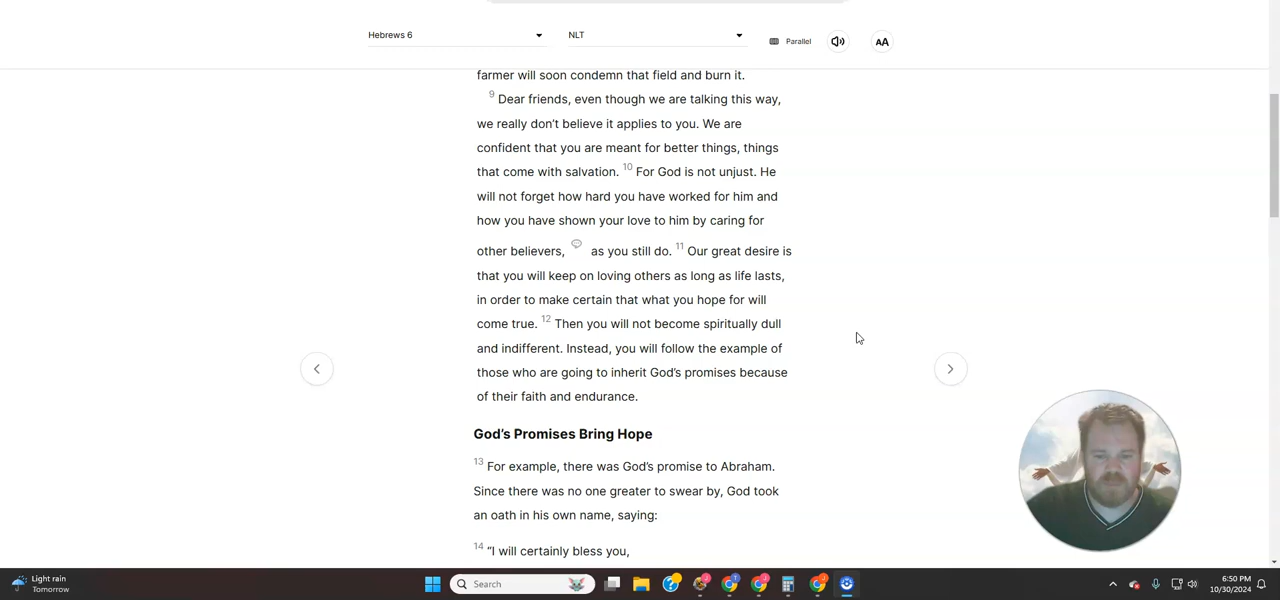 Hebrews 6
NLT
Parallel
AA
farmer will soon condemn that field and burn it.
9 Dear friends, even though we are talking this way,
we really don't believe it applies to you. We are
confident that you are meant for better things, things
that come with salvation. 10 For God is not unjust. He
will not forget how hard you have worked for him and
how you have shown your love to him by caring for
other believers, as you still do. 11 Our great desire is
that you will keep on loving others as long as life lasts,
in order to make certain that what you hope for will
come true. 12 Then you will not become spiritually dull
and indifferent. Instead, you will follow the example of
those who are going to inherit God's promises because
of their faith and endurance.
God's Promises Bring Hope
13 For example, there was God's promise to Abraham.
Since there was no one greater to swear by, God took
an oath in his own name, saying:
14 “I will certainly bless you,
Light rain
Tomorrow
Search
6:50 PM
10/30/2024